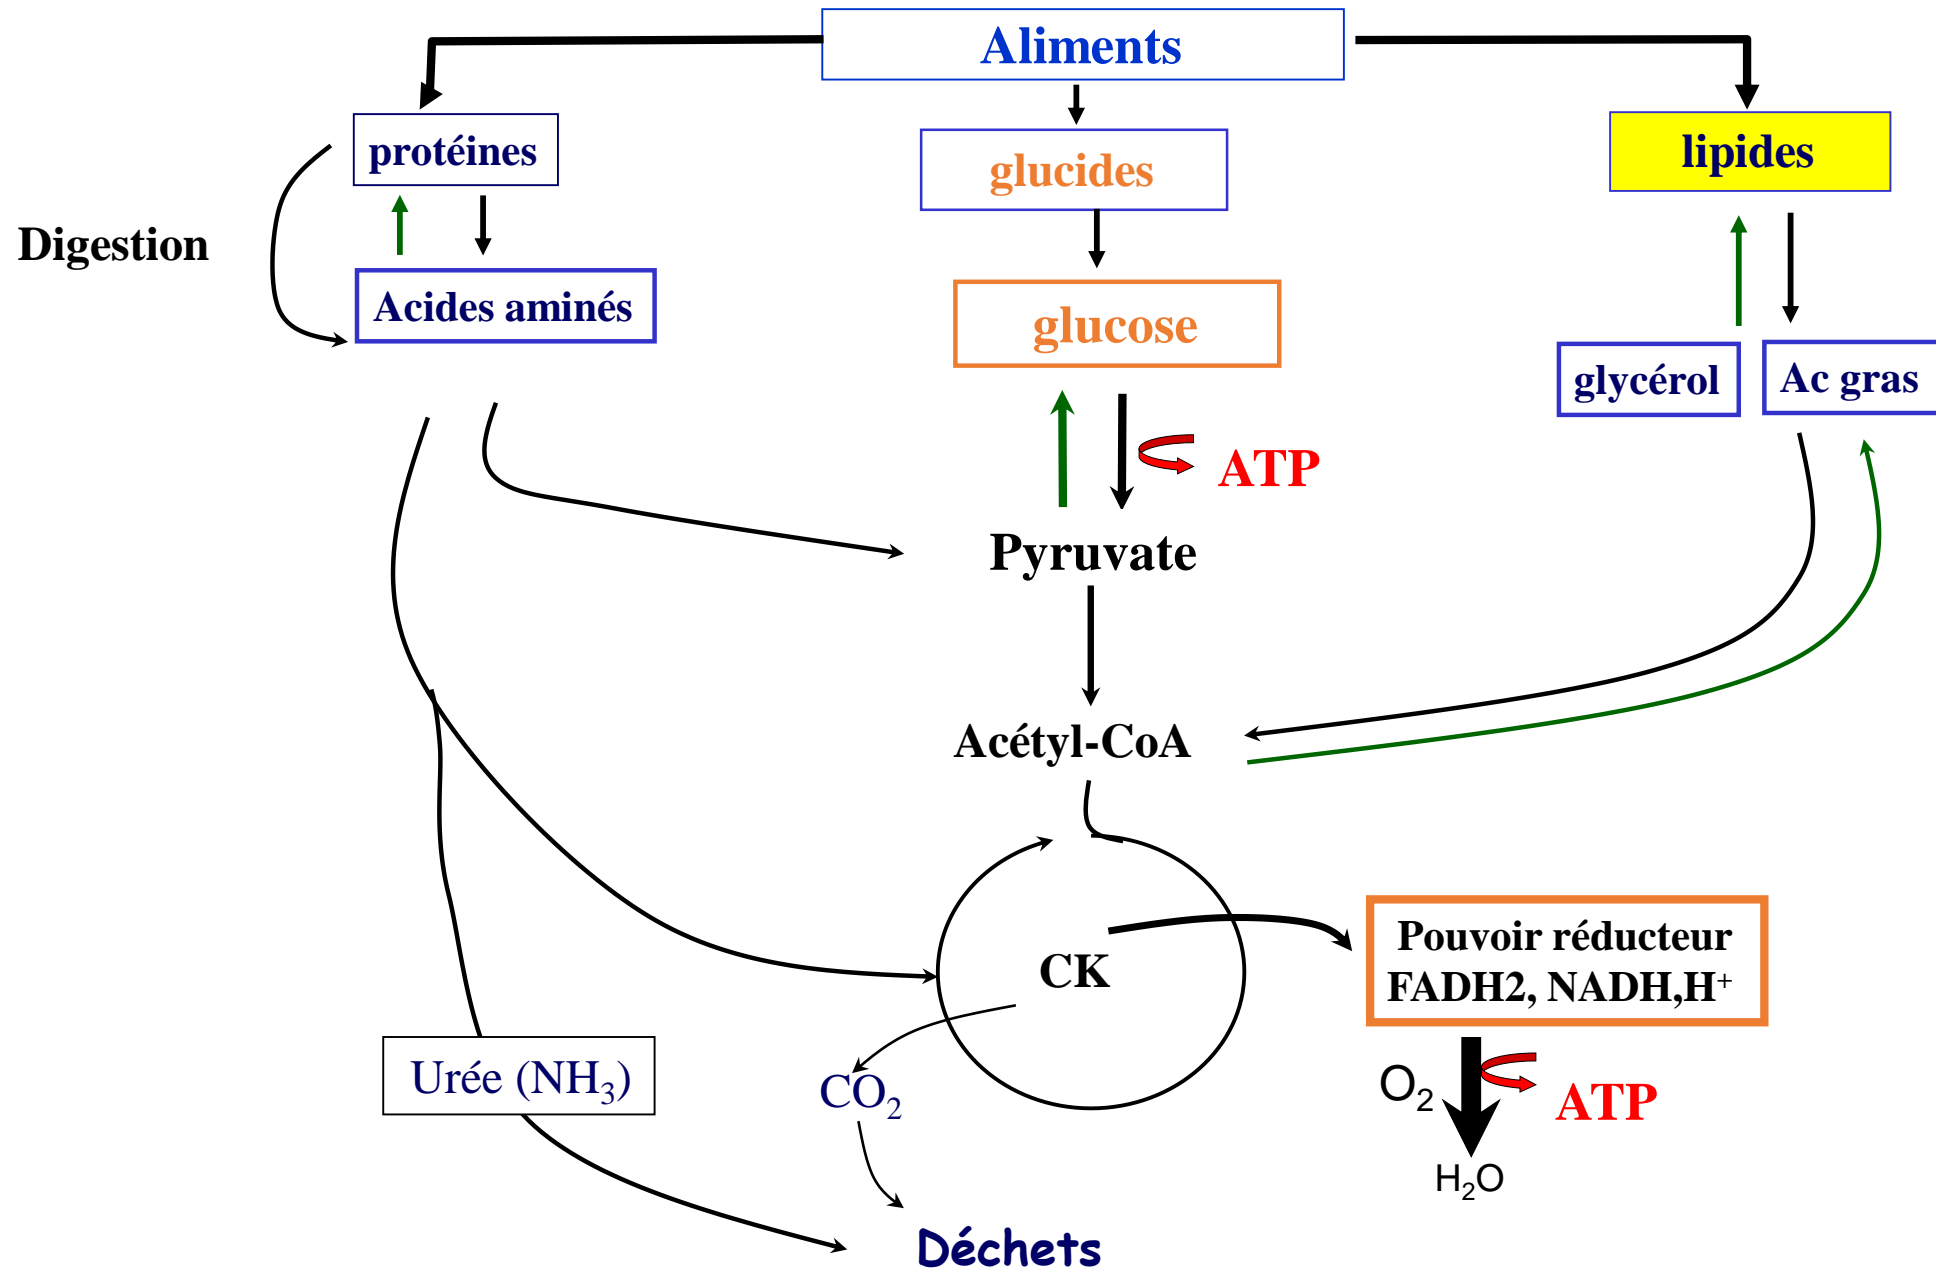 Aliments
protéines
glucides
lipides
Digestion
Acides aminés
glucose
glycérol
Ac gras
ATP
Pyruvate
Acétyl-CoA
CK
Pouvoir réducteur
FADH2, NADH,H⁺
Urée (NH₃)
CO₂
O₂
ATP
H₂O
Déchets